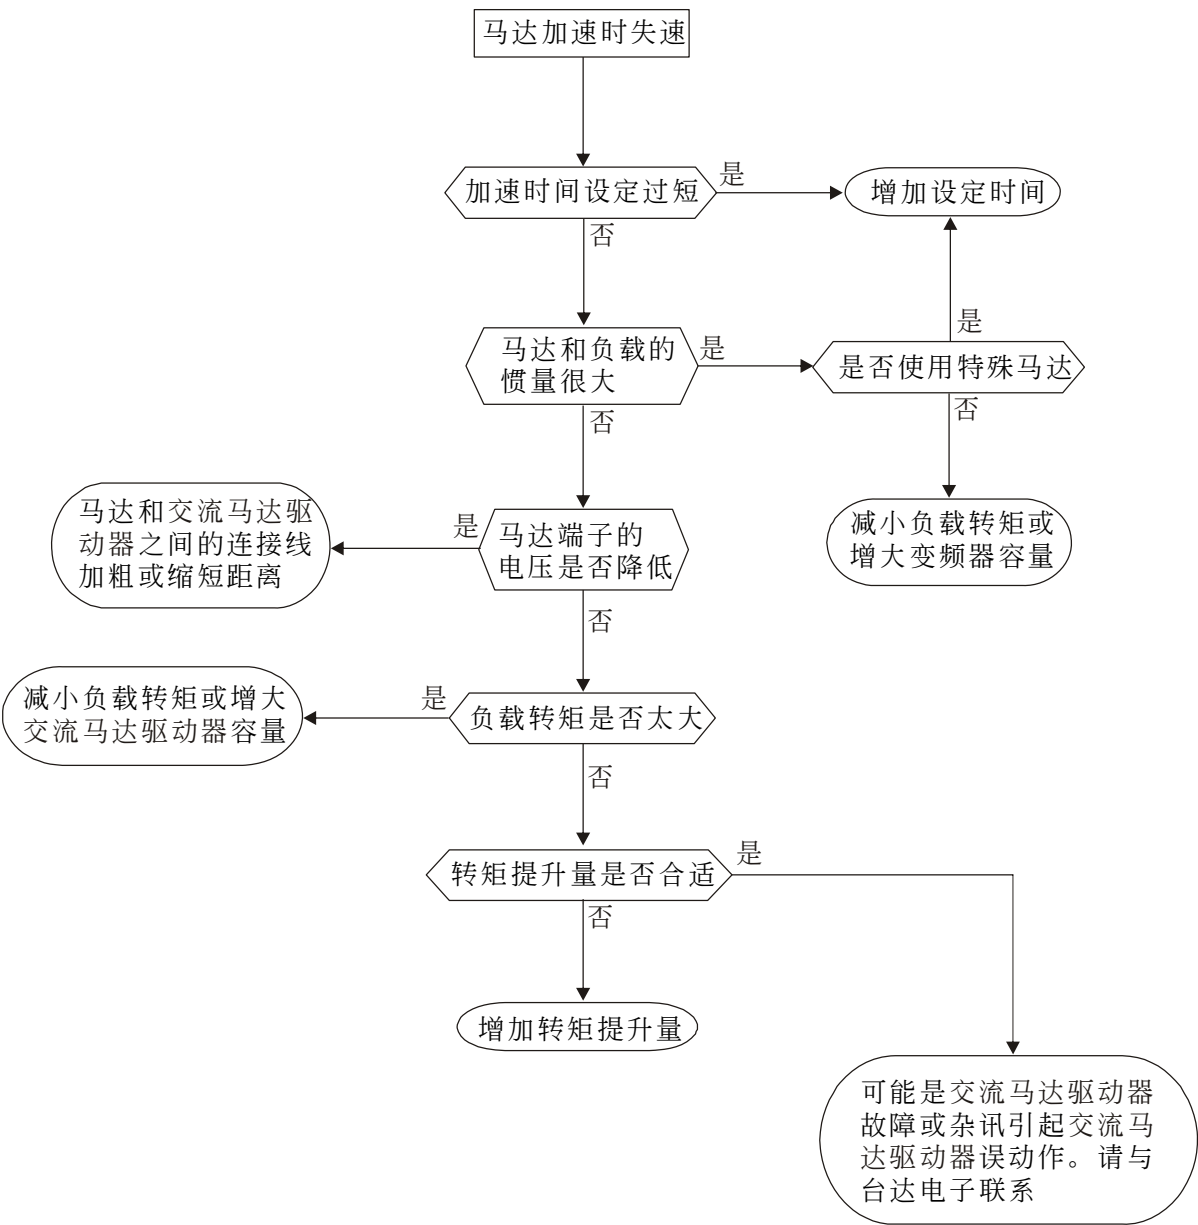 马达加速时失速
加速时间设定过短
是
增加设定时间
否
马达和负载的
惯量很大
是
是
是否使用特殊马达
否
否
减小负载转矩或
增大变频器容量
马达和交流马达驱
动器之间的连接线
加粗或缩短距离
是
马达端子的
电压是否降低
否
减小负载转矩或增大
交流马达驱动器容量
是
负载转矩是否太大
否
转矩提升量是否合适
是
否
增加转矩提升量
可能是交流马达驱动器
故障或杂讯引起交流马
达驱动器误动作。请与
台达电子联系